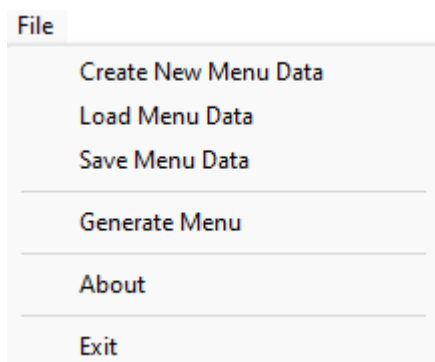 File
Create New Menu Data
Load Menu Data
Save Menu Data
Generate Menu
About
Exit